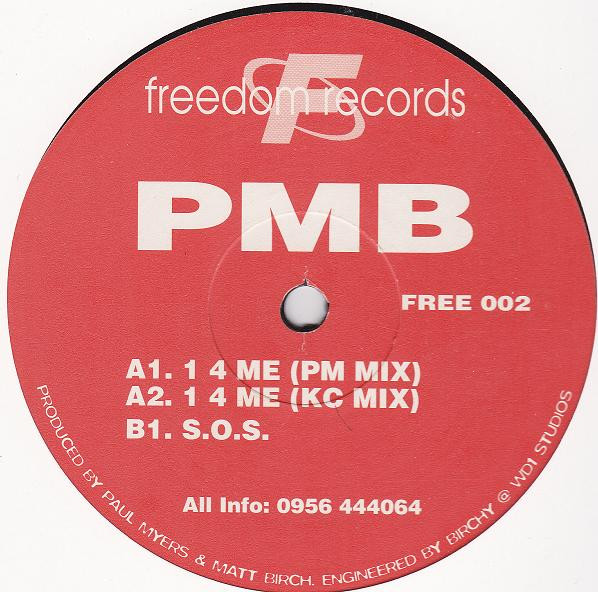 F
freedom records
PMB
FREE 002
A1. 1 4 ME (PM MIX)
A2. 1 4 ME (KC MIX)
B1. S.O.S.
All Info: 0956 444064
PRODUCED BY PAUL MYERS & MATT BIRCH. ENGINEERED BY BIRCHY @ WD1 STUDIOS